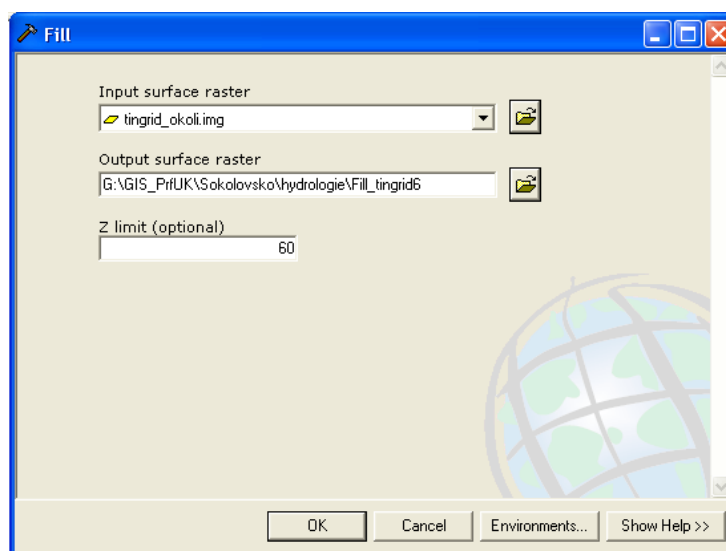 Fill
Input surface raster
tingrid_okoli.img
Output surface raster
G:\GIS_PrfUK\Sokolovsko\hydrologie\Fill_tingrid6
Z limit (optional)
60
OK
Cancel
Environments...
Show Help >>